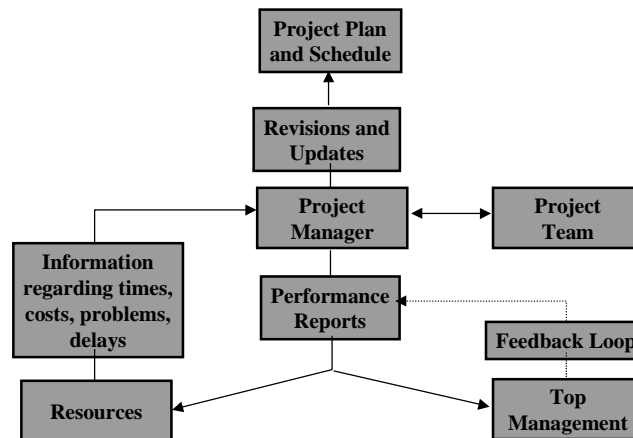 Project Plan
and Schedule
Revisions and
Updates
Project
Manager
Project
Team
Information
regarding times,
costs, problems,
delays
Performance
Reports
Feedback Loop
Resources
Top
Management